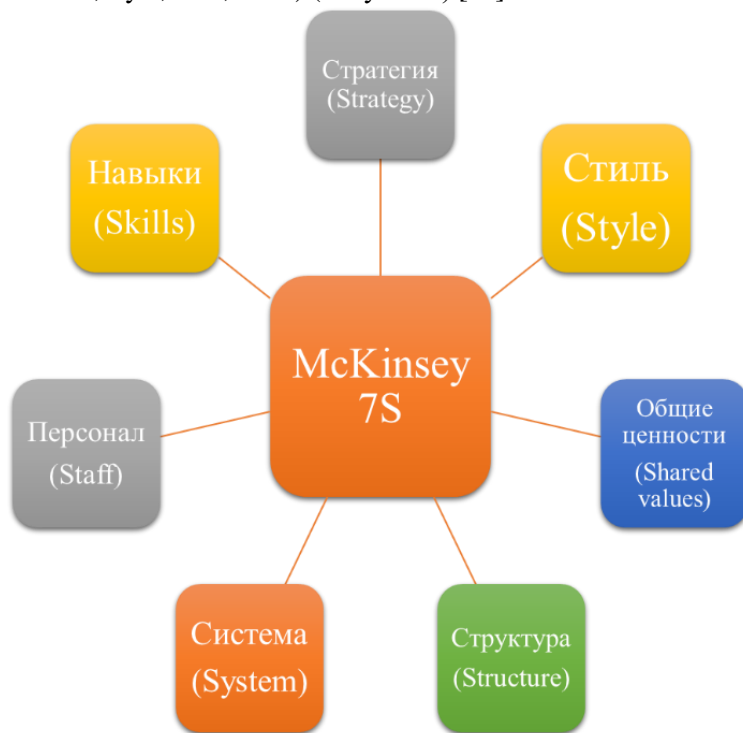 Стратегия
(Strategy)
Навыки
(Skills)
Стиль
(Style)
McKinsey
7S
Персонал
(Staff)
Общие
ценности
(Shared
values)
Система
(System)
Структура
(Structure)